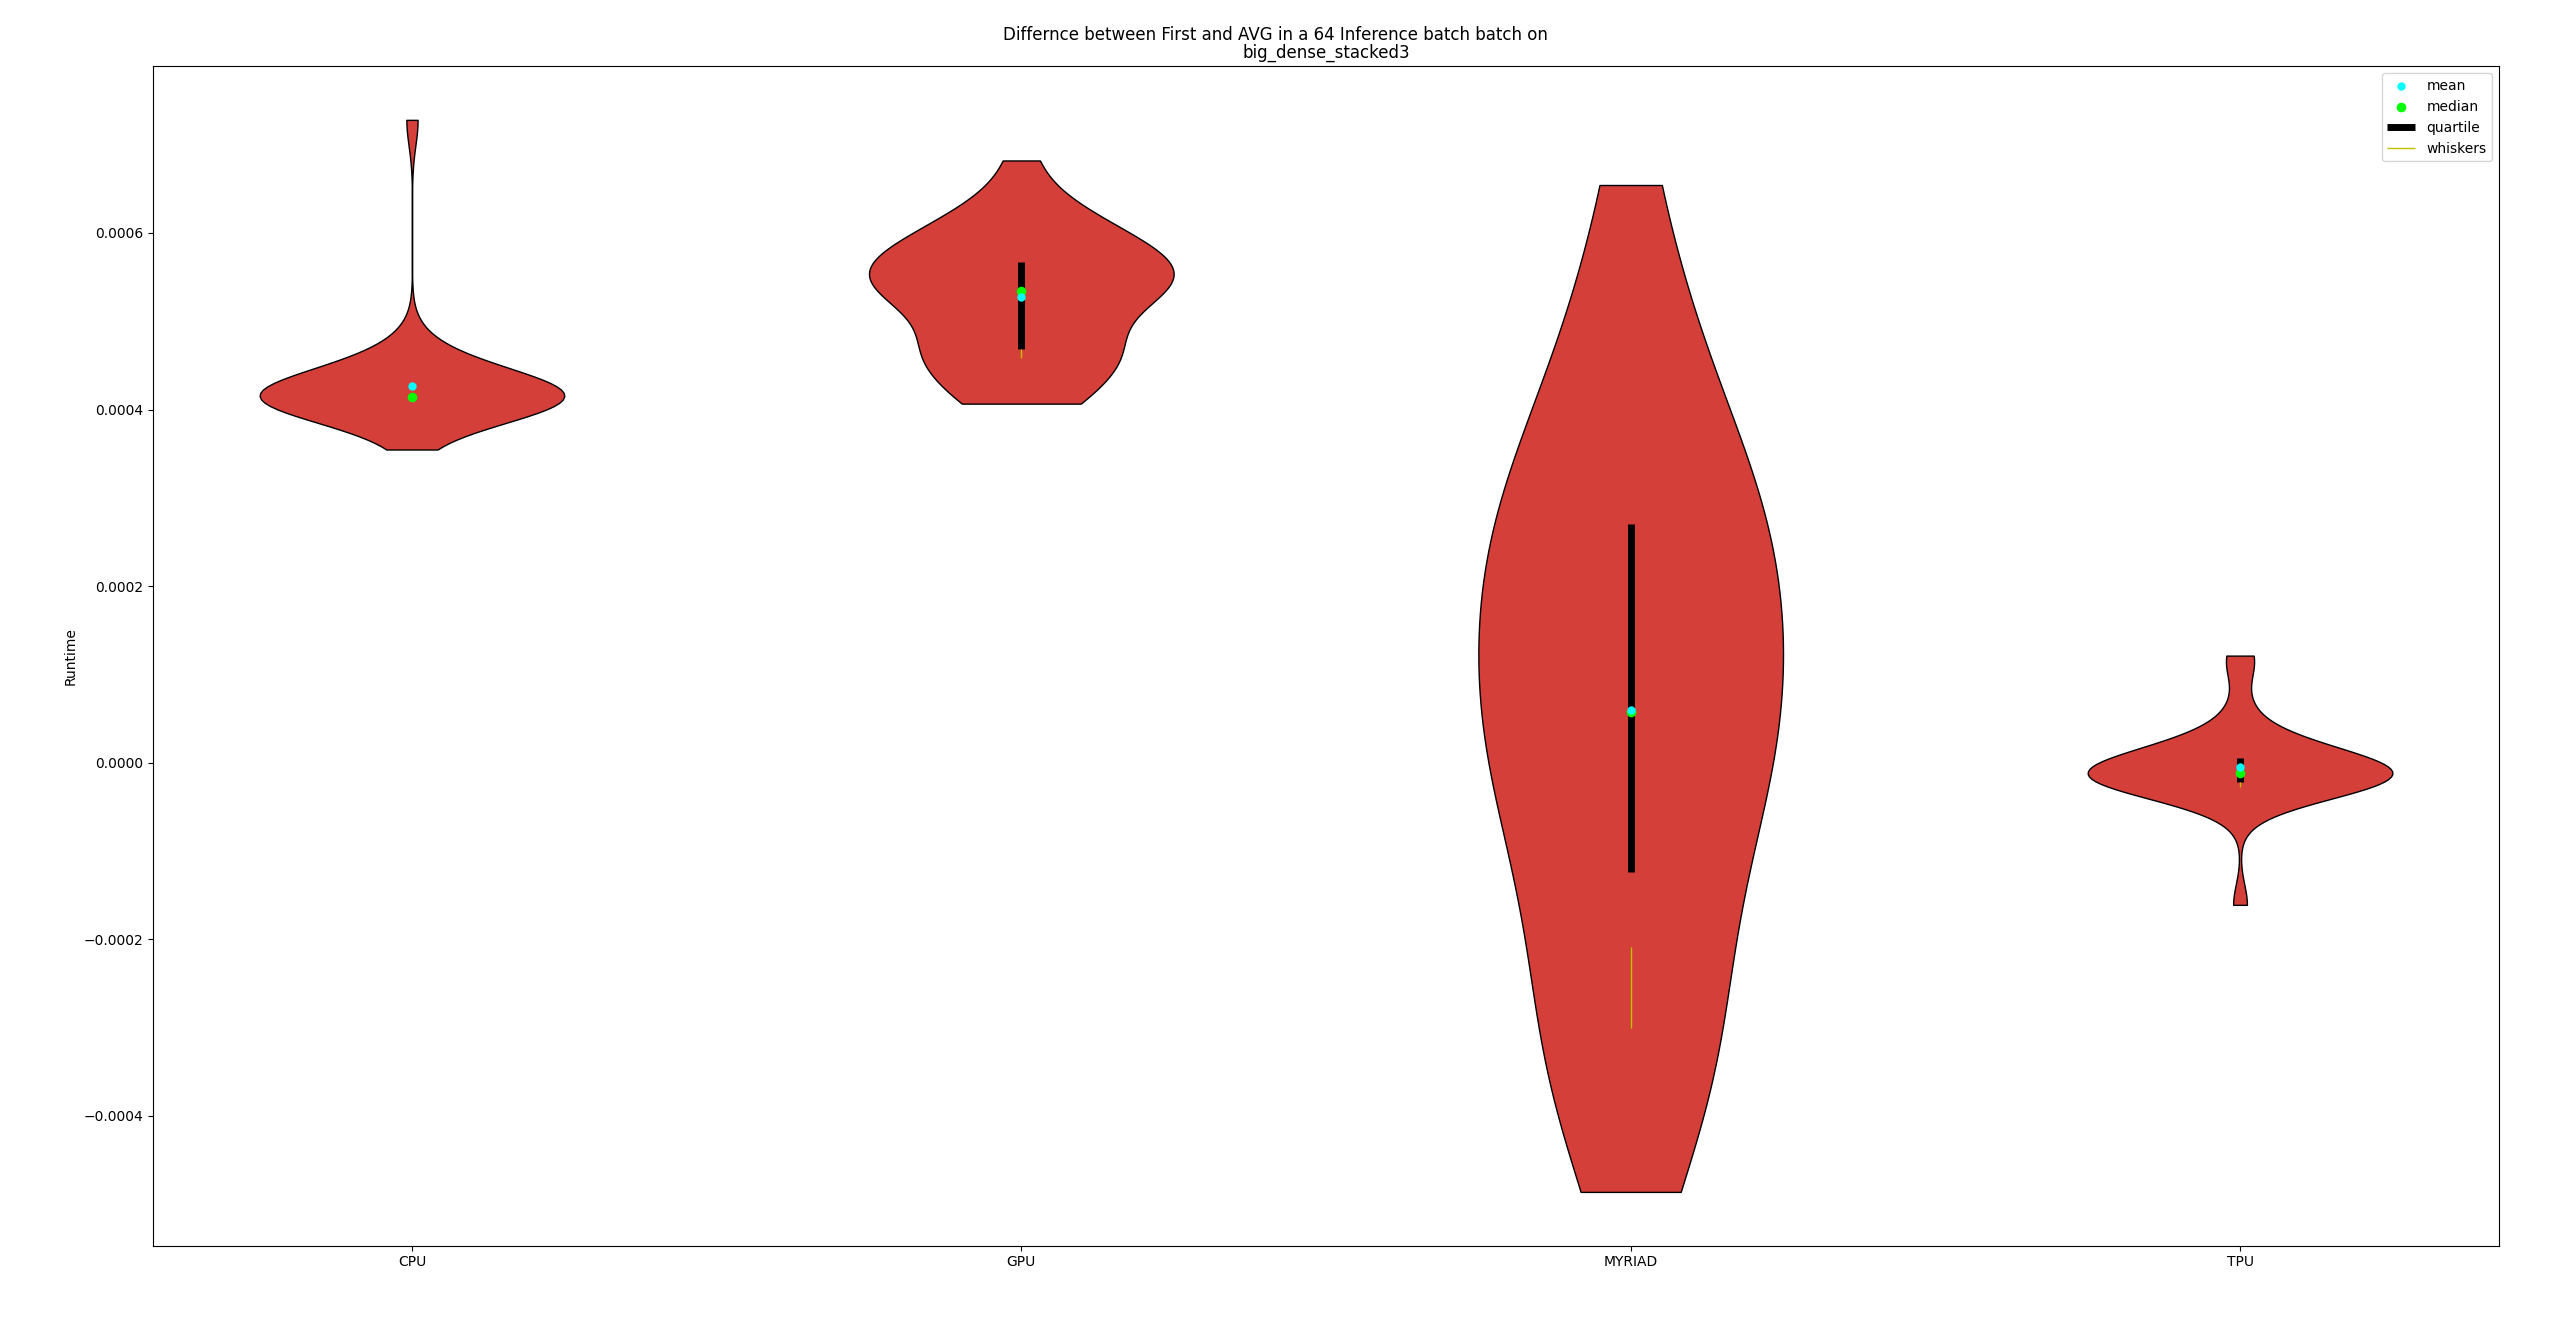 Differnce between First and AVG in a 64 Inference batch batch on
big_dense_stacked3
mean
median
quartile
whiskers
0.0006
0.0004
0.0002
0.0000
−0.0002
−0.0004
Runtime
CPU GPU MYRIAD TPU